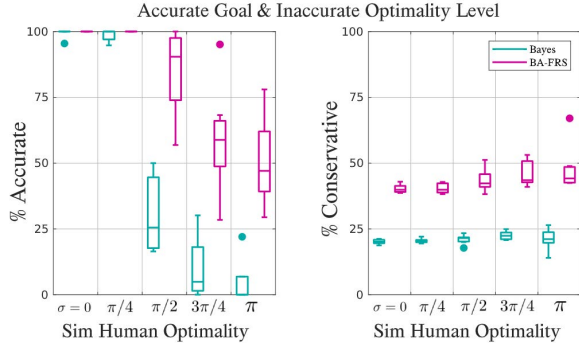 Accurate Goal & Inaccurate Optimality Level
100
75
50
25
0
% Accurate
σ = 0
π/4
π/2
3π/4
π
Sim Human Optimality
100
75
50
25
0
% Conservative
Bayes
BA-FRS
σ = 0
π/4
π/2
3π/4
π
Sim Human Optimality